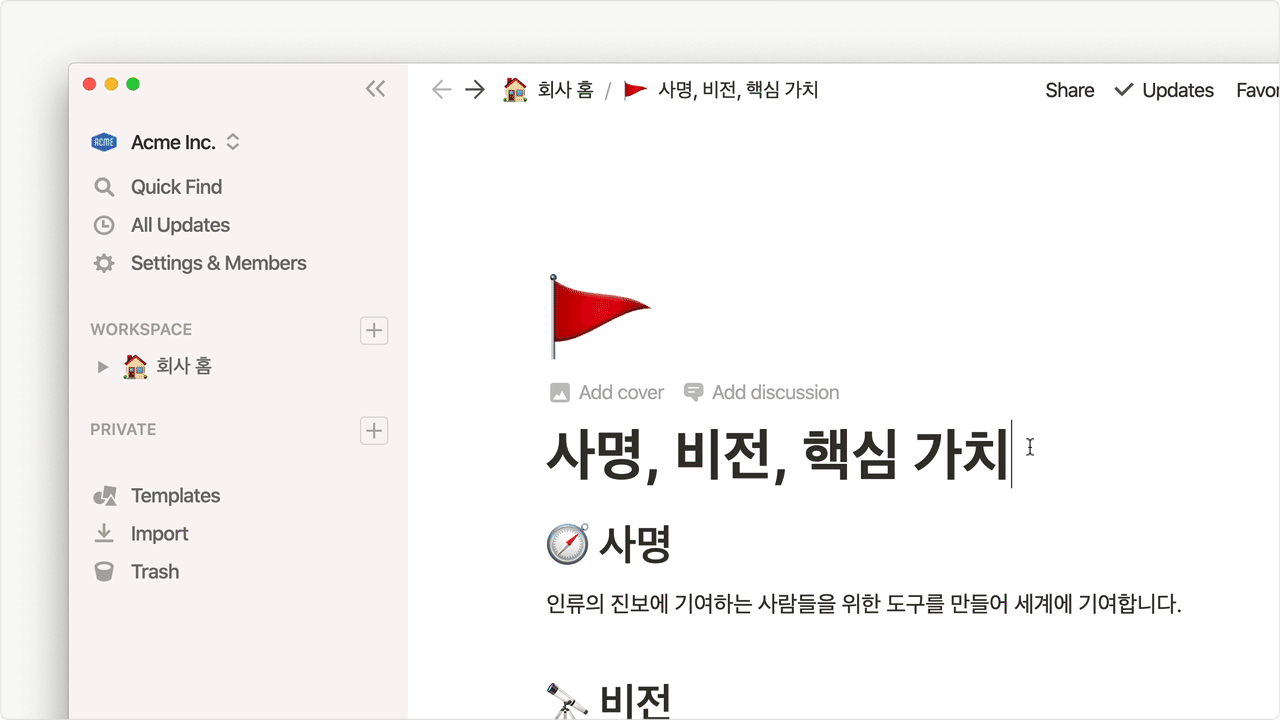 회사 홈 / 사명, 비전, 핵심 가치
Share
Updates
Favor
ACME
Acme Inc.
Quick Find
All Updates
Settings & Members
WORKSPACE
회사 홈
PRIVATE
Templates
Import
Trash
Add cover
Add discussion
사명, 비전, 핵심 가치
사명
인류의 진보에 기여하는 사람들을 위한 도구를 만들어 세계에 기여합니다.
비전